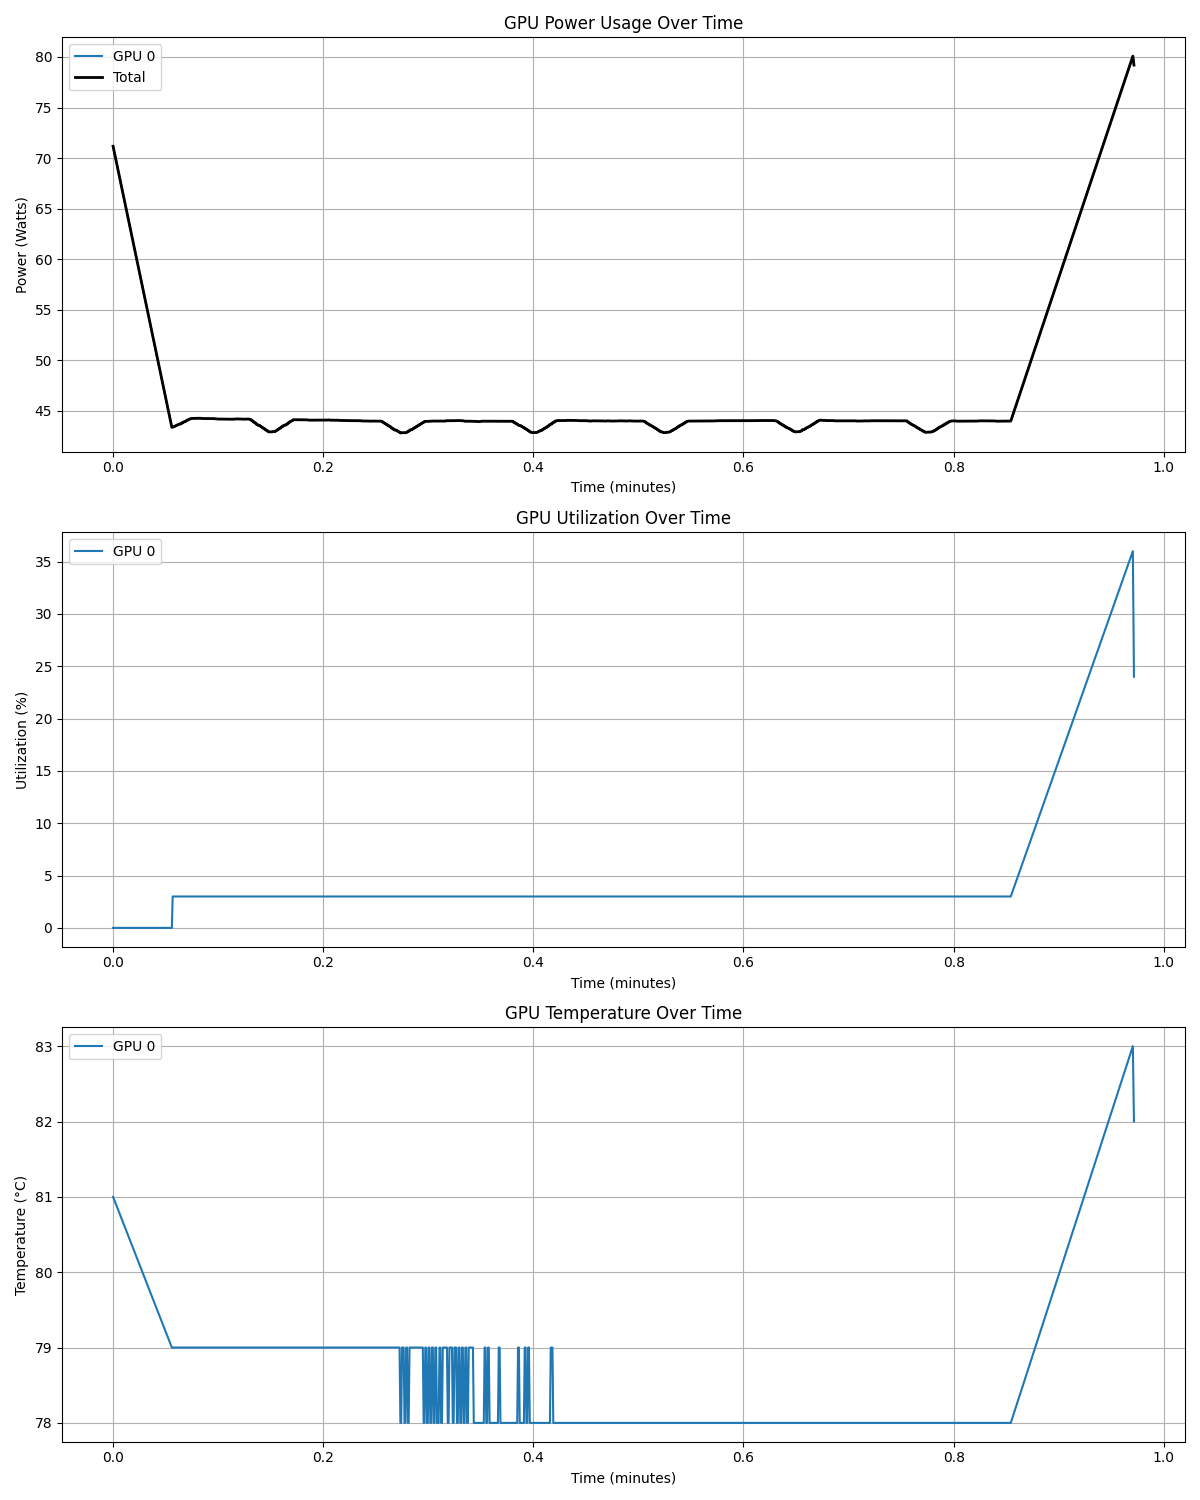 GPU Power Usage Over Time
GPU 0
Total
80
75
70
65
60
55
50
45
Power (Watts)
0.0 0.2 0.4 0.6 0.8 1.0
Time (minutes)
GPU Utilization Over Time
GPU 0
35
30
25
20
15
10
5
0
Utilization (%)
0.0 0.2 0.4 0.6 0.8 1.0
Time (minutes)
GPU Temperature Over Time
GPU 0
83
82
81
80
79
78
Temperature (°C)
0.0 0.2 0.4 0.6 0.8 1.0
Time (minutes)